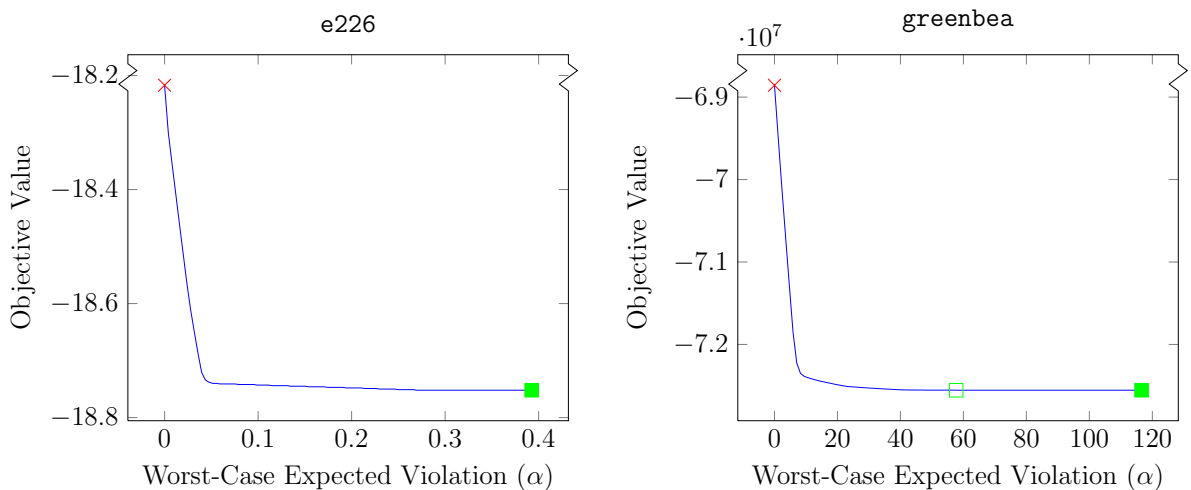 e226
−18.2
−18.4
−18.6
−18.8
0 0.1 0.2 0.3 0.4
Objective Value
Worst-Case Expected Violation (α)
greenbea
·10⁷
−6.9
−7
−7.1
−7.2
0 20 40 60 80 100 120
Objective Value
Worst-Case Expected Violation (α)